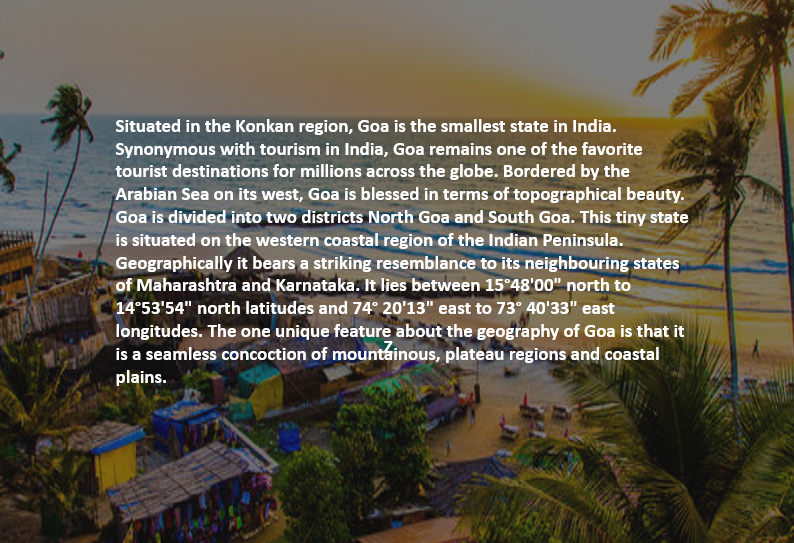 Situated in the Konkan region, Goa is the smallest state in India.
Synonymous with tourism in India, Goa remains one of the favorite
tourist destinations for millions across the globe. Bordered by the
Arabian Sea on its west, Goa is blessed in terms of topographical beauty.
Goa is divided into two districts North Goa and South Goa. This tiny state
is situated on the western coastal region of the Indian Peninsula.
Geographically it bears a striking resemblance to its neighbouring states
of Maharashtra and Karnataka. It lies between 15°48'00" north to
14°53'54" north latitudes and 74° 20'13" east to 73° 40'33" east
longitudes. The one unique feature about the geography of Goa is that it
7
is a seamless concoction of mountainous, plateau regions and coastal
plains.